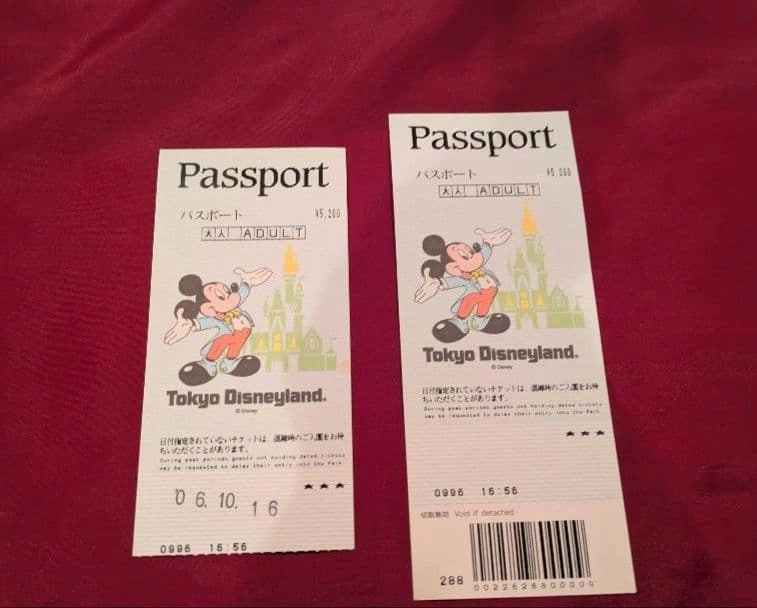 Passport
パスポート
¥5,200
大人 ADULT
Tokyo Disneyland®
© Disney
日付指定されていないチケットは、混雑時のご入園をお待
ちいただくことがあります。
During peak periods guests not holding dated tickets
may be requested to delay their entry into the Park.
★ ★ ★
'0 6. 10. 16
0996 16:56
Passport
パスポート
¥5,200
大人 ADULT
Tokyo Disneyland®
© Disney
日付指定されていないチケットは、混雑時のご入園をお待
ちいただくことがあります。
During peak periods guests not holding dated tickets
may be requested to delay their entry into the Park.
★ ★ ★
0996 16:56
切取無効 Void if detached
288